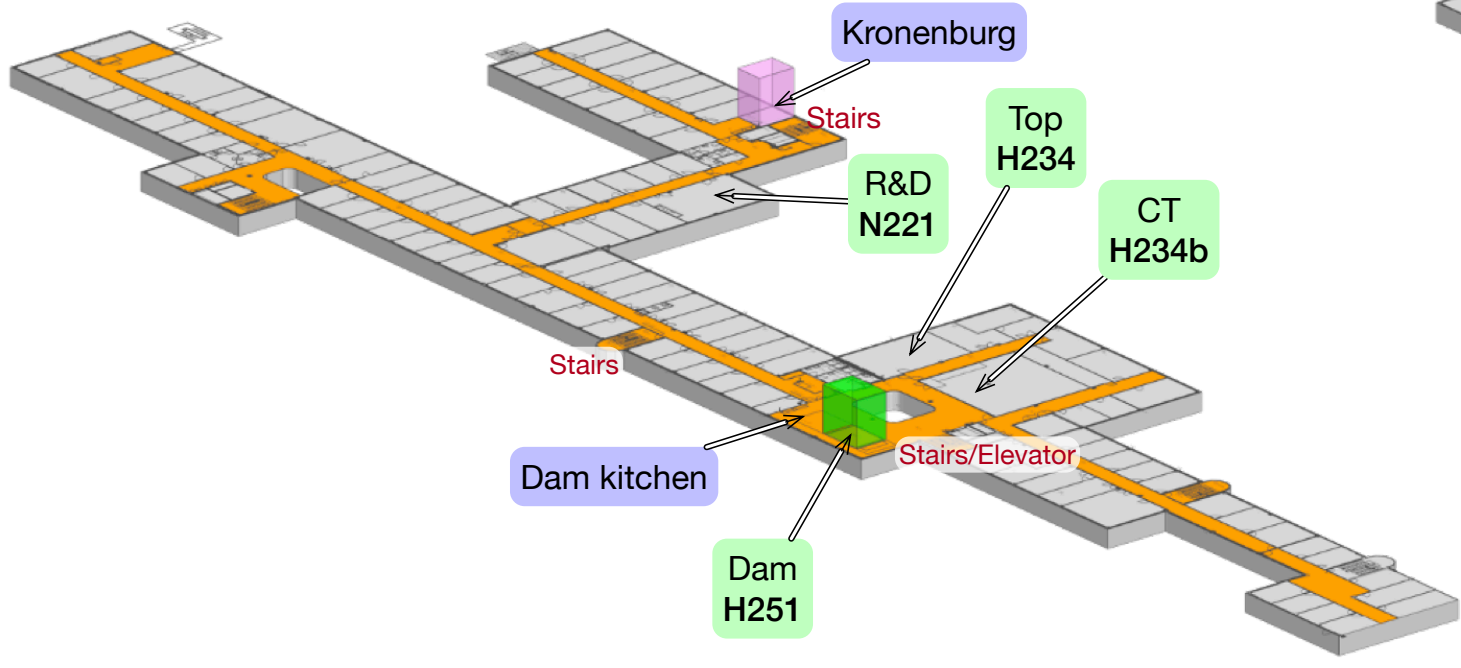 Kronenburg
Stairs
Top
H234
R&D
N221
CT
H234b
Stairs
Stairs/Elevator
Dam kitchen
Dam
H251